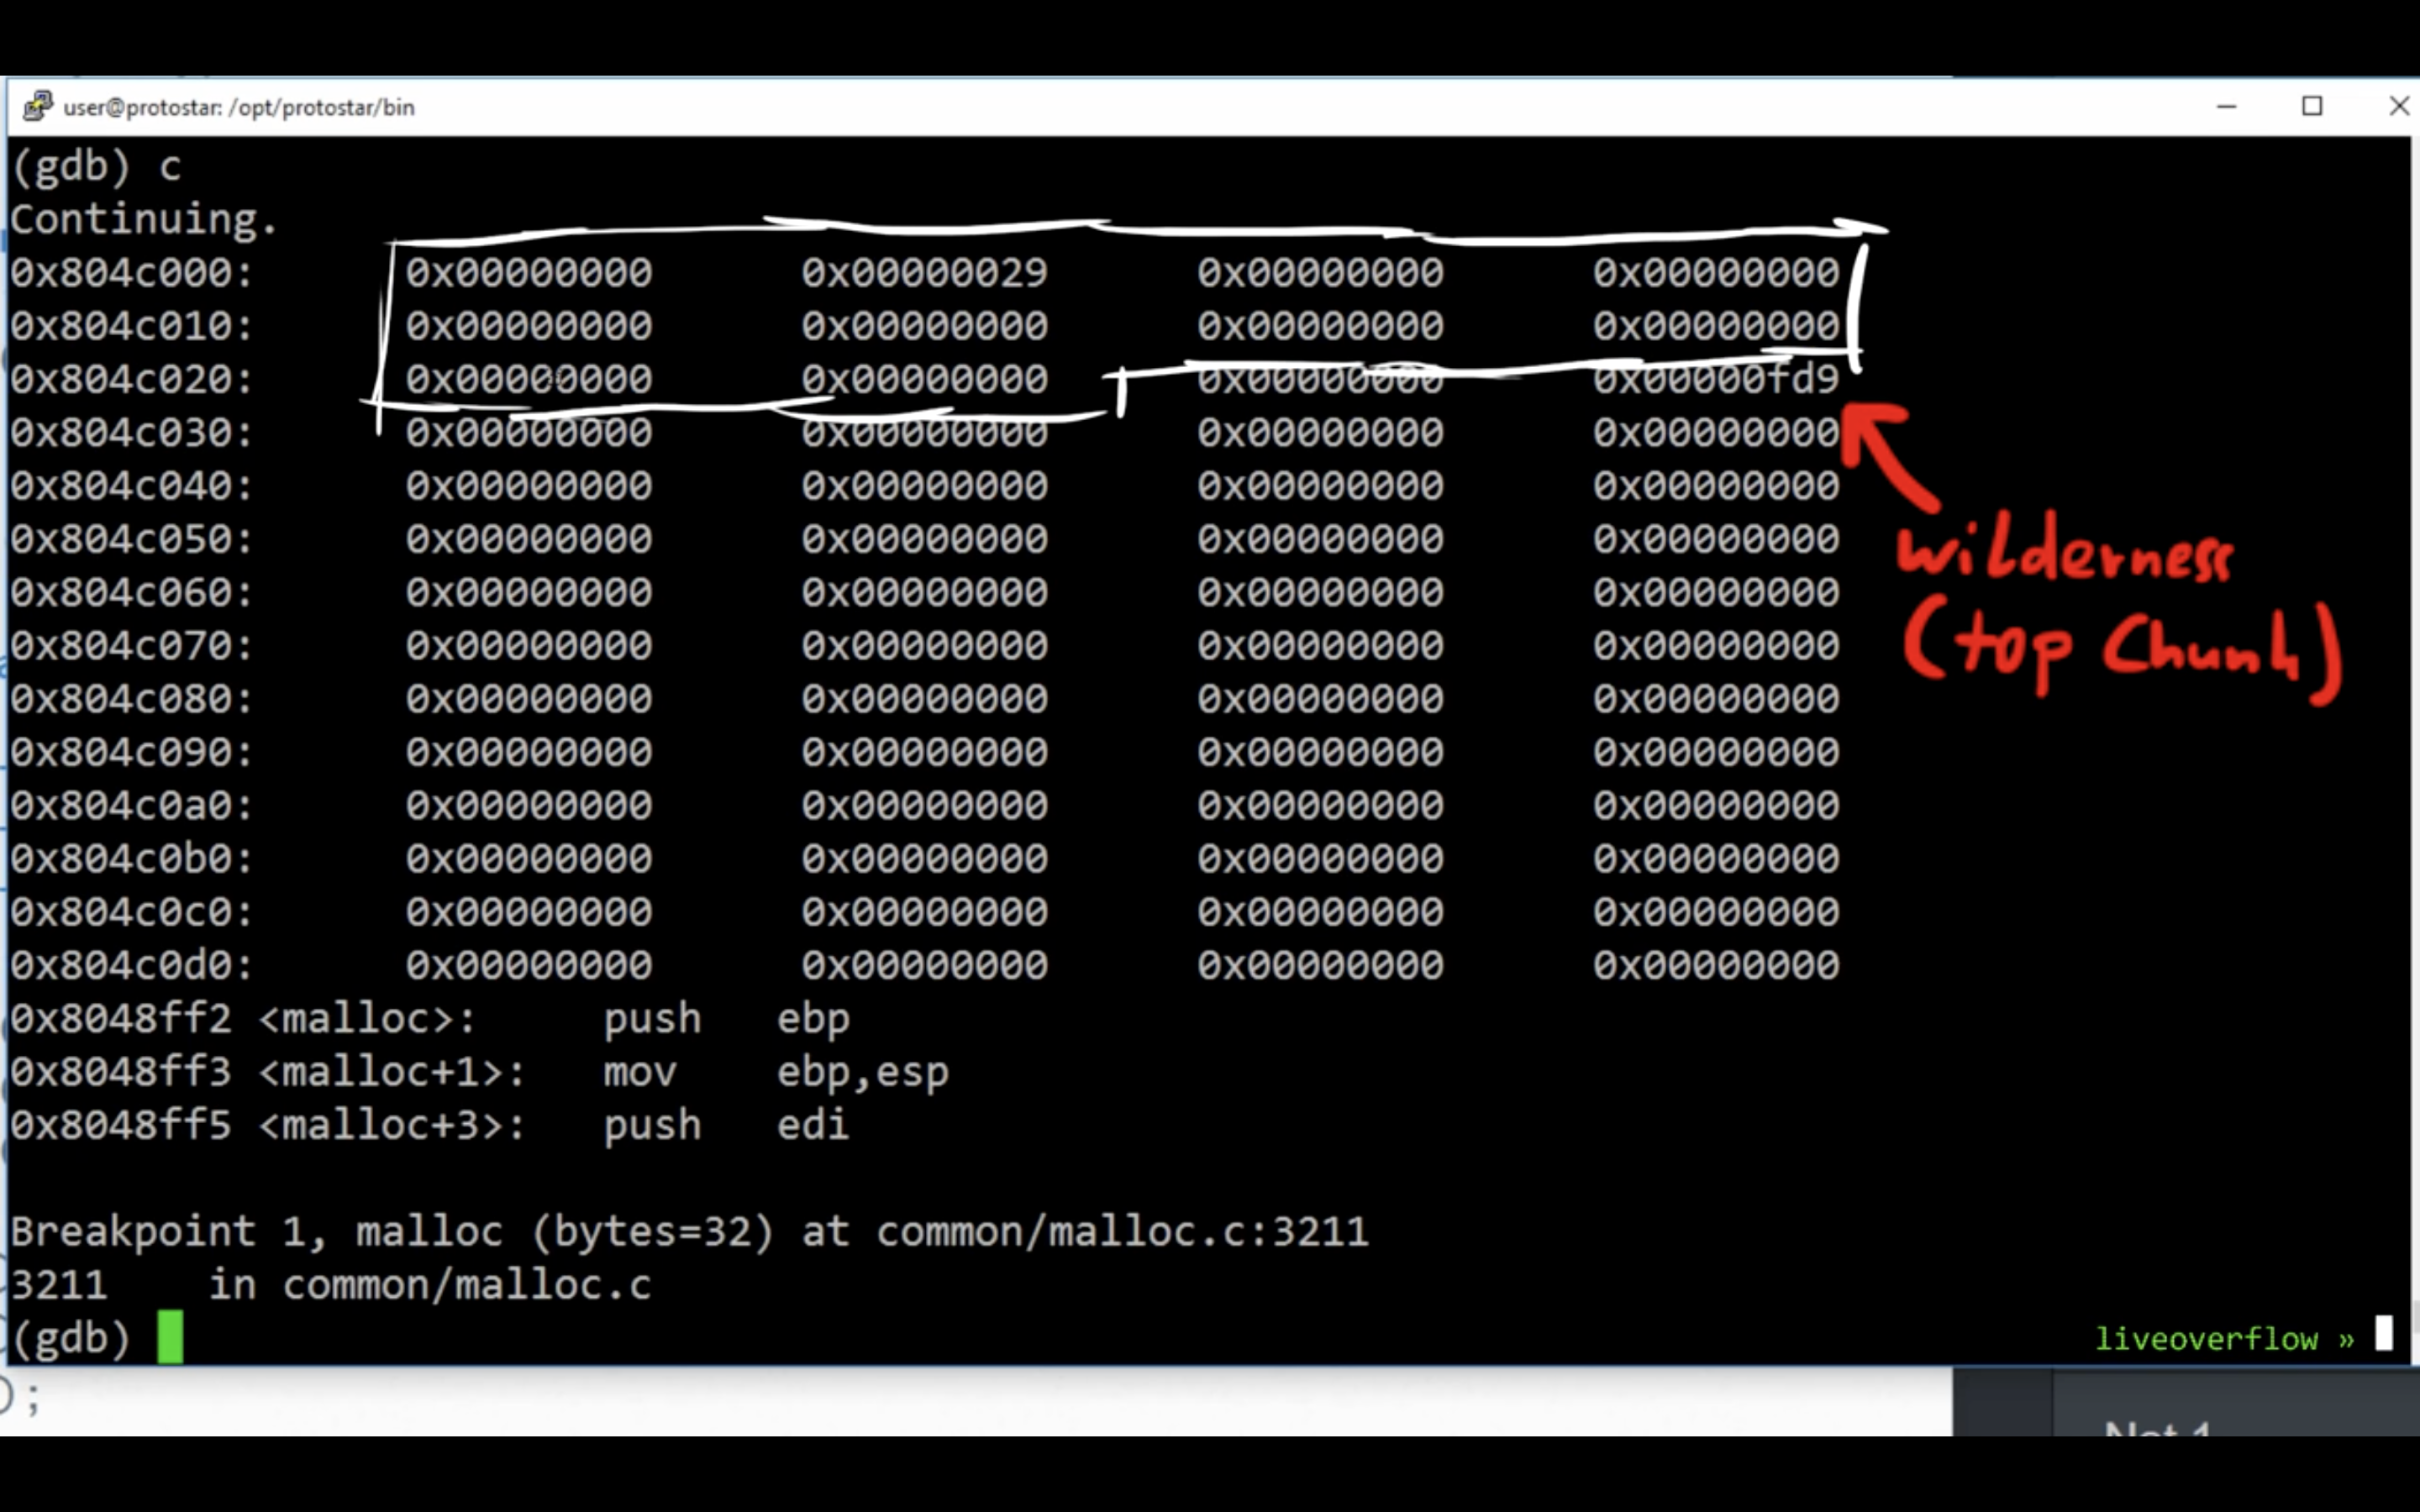 user@protostar: /opt/protostar/bin
(gdb) c
Continuing.
0x804c000: 0x00000000 0x00000029 0x00000000 0x00000000
0x804c010: 0x00000000 0x00000000 0x00000000 0x00000000
0x804c020: 0x00000000 0x00000000 0x00000000 0x00000fd9
0x804c030: 0x00000000 0x00000000 0x00000000 0x00000000
0x804c040: 0x00000000 0x00000000 0x00000000 0x00000000
0x804c050: 0x00000000 0x00000000 0x00000000 0x00000000
wilderness
0x804c060: 0x00000000 0x00000000 0x00000000 0x00000000
0x804c070: 0x00000000 0x00000000 0x00000000 0x00000000
(top Chunk)
0x804c080: 0x00000000 0x00000000 0x00000000 0x00000000
0x804c090: 0x00000000 0x00000000 0x00000000 0x00000000
0x804c0a0: 0x00000000 0x00000000 0x00000000 0x00000000
0x804c0b0: 0x00000000 0x00000000 0x00000000 0x00000000
0x804c0c0: 0x00000000 0x00000000 0x00000000 0x00000000
0x804c0d0: 0x00000000 0x00000000 0x00000000 0x00000000
0x8048ff2 <malloc>: push ebp
0x8048ff3 <malloc+1>: mov ebp,esp
0x8048ff5 <malloc+3>: push edi
Breakpoint 1, malloc (bytes=32) at common/malloc.c:3211
3211 in common/malloc.c
(gdb)
liveoverflow »
);